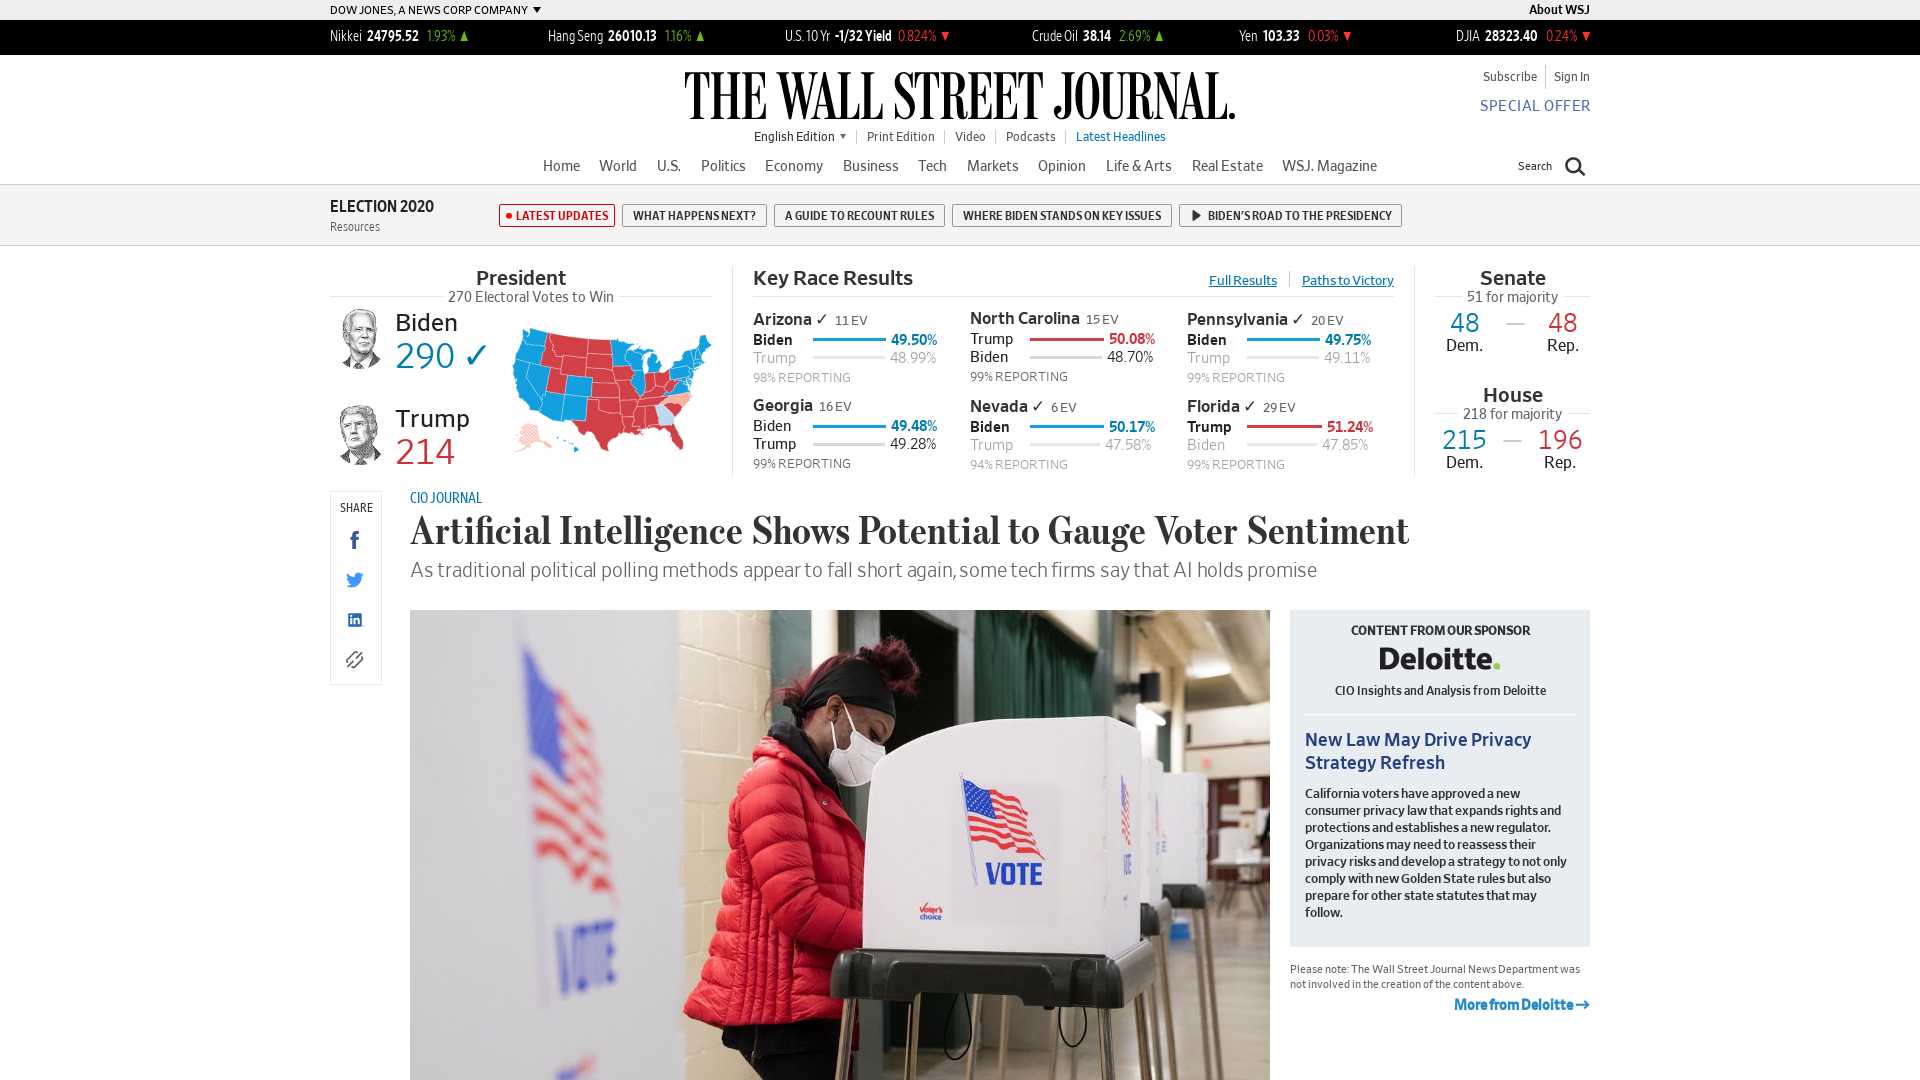 DOW JONES, A NEWS CORP COMPANY
About WSJ
Nikkei 24795.52 1.93%
Hang Seng 26010.13 1.16%
U.S. 10 Yr -1/32 Yield 0.824%
Crude Oil 38.14 2.69%
Yen 103.33 0.03%
DJIA 28323.40 0.24%
THE WALL STREET JOURNAL.
Subscribe
Sign In
SPECIAL OFFER
English Edition
Print Edition
Video
Podcasts
Latest Headlines
Home
World
U.S.
Politics
Economy
Business
Tech
Markets
Opinion
Life & Arts
Real Estate
WSJ. Magazine
Search
ELECTION 2020
Resources
LATEST UPDATES
WHAT HAPPENS NEXT?
A GUIDE TO RECOUNT RULES
WHERE BIDEN STANDS ON KEY ISSUES
BIDEN'S ROAD TO THE PRESIDENCY
President
270 Electoral Votes to Win
Biden
290 ✓
Trump
214
Key Race Results
Full Results
Paths to Victory
Arizona ✓ 11 EV
Biden 49.50%
Trump 48.99%
98% REPORTING
North Carolina 15 EV
Trump 50.08%
Biden 48.70%
99% REPORTING
Pennsylvania ✓ 20 EV
Biden 49.75%
Trump 49.11%
99% REPORTING
Georgia 16 EV
Biden 49.48%
Trump 49.28%
99% REPORTING
Nevada ✓ 6 EV
Biden 50.17%
Trump 47.58%
94% REPORTING
Florida ✓ 29 EV
Trump 51.24%
Biden 47.85%
99% REPORTING
Senate
51 for majority
48 — 48
Dem. Rep.
House
218 for majority
215 — 196
Dem. Rep.
SHARE
CIO JOURNAL
Artificial Intelligence Shows Potential to Gauge Voter Sentiment
As traditional political polling methods appear to fall short again, some tech firms say that AI holds promise
VOTE
VOTE
voter's
choice
VOTE
CONTENT FROM OUR SPONSOR
Deloitte.
CIO Insights and Analysis from Deloitte
New Law May Drive Privacy
Strategy Refresh
California voters have approved a new
consumer privacy law that expands rights and
protections and establishes a new regulator.
Organizations may need to reassess their
privacy risks and develop a strategy to not only
comply with new Golden State rules but also
prepare for other state statutes that may
follow.
Please note: The Wall Street Journal News Department was
not involved in the creation of the content above.
More from Deloitte →